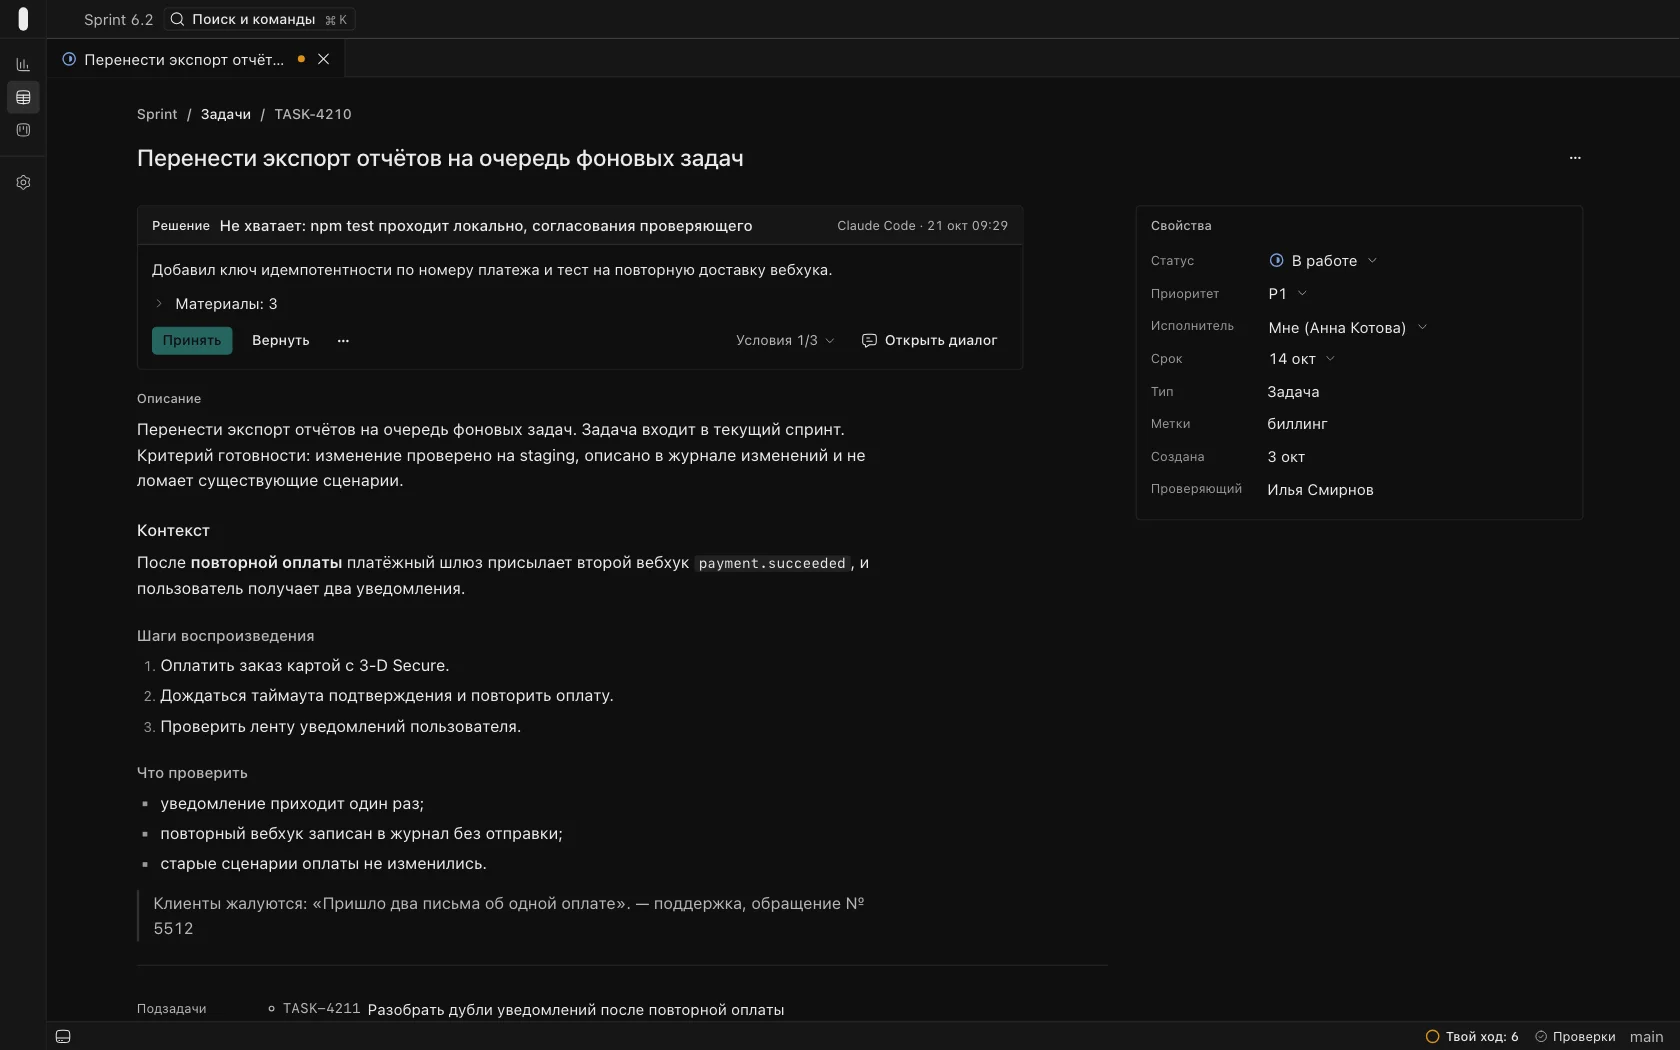 Sprint 6.2 Поиск и команды ⌘ K
Перенести экспорт отчёт...
Sprint / Задачи / TASK-4210
Перенести экспорт отчётов на очередь фоновых задач
Решение Не хватает: npm test проходит локально, согласования проверяющего Claude Code · 21 окт 09:29
Добавил ключ идемпотентности по номеру платежа и тест на повторную доставку вебхука.
Материалы: 3
Принять Вернуть ... Условия 1/3 Открыть диалог
Описание
Перенести экспорт отчётов на очередь фоновых задач. Задача входит в текущий спринт.
Критерий готовности: изменение проверено на staging, описано в журнале изменений и не
ломает существующие сценарии.
Контекст
После повторной оплаты платёжный шлюз присылает второй вебхук payment.succeeded, и
пользователь получает два уведомления.
Шаги воспроизведения
1. Оплатить заказ картой с 3-D Secure.
2. Дождаться таймаута подтверждения и повторить оплату.
3. Проверить ленту уведомлений пользователя.
Что проверить
▪ уведомление приходит один раз;
▪ повторный вебхук записан в журнал без отправки;
▪ старые сценарии оплаты не изменились.
Клиенты жалуются: «Пришло два письма об одной оплате». — поддержка, обращение №
5512
Подзадачи TASK-4211 Разобрать дубли уведомлений после повторной оплаты
Свойства
Статус В работе
Приоритет P1
Исполнитель Мне (Анна Котова)
Срок 14 окт
Тип Задача
Метки биллинг
Создана 3 окт
Проверяющий Илья Смирнов
Твой ход: 6 Проверки main